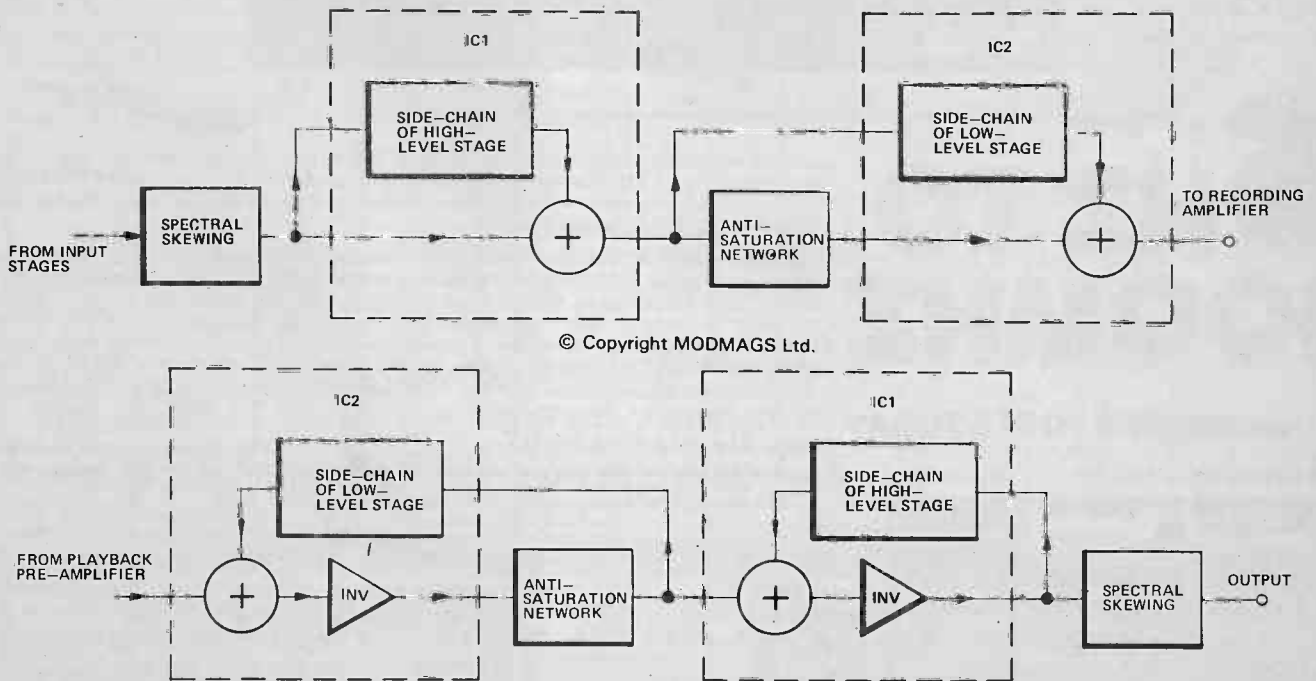 IC1
IC2
SIDE–CHAIN
OF HIGH–
LEVEL STAGE
SIDE–CHAIN
OF LOW–
LEVEL STAGE
SPECTRAL
SKEWING
FROM INPUT
STAGES
+
ANTI–
SATURATION
NETWORK
+
TO RECORDING
AMPLIFIER
© Copyright MODMAGS Ltd.
IC2
IC1
SIDE–CHAIN
OF LOW–
LEVEL STAGE
SIDE–CHAIN
OF HIGH–
LEVEL STAGE
FROM PLAYBACK
PRE-AMPLIFIER
+
INV
ANTI–
SATURATION
NETWORK
+
INV
SPECTRAL
SKEWING
OUTPUT